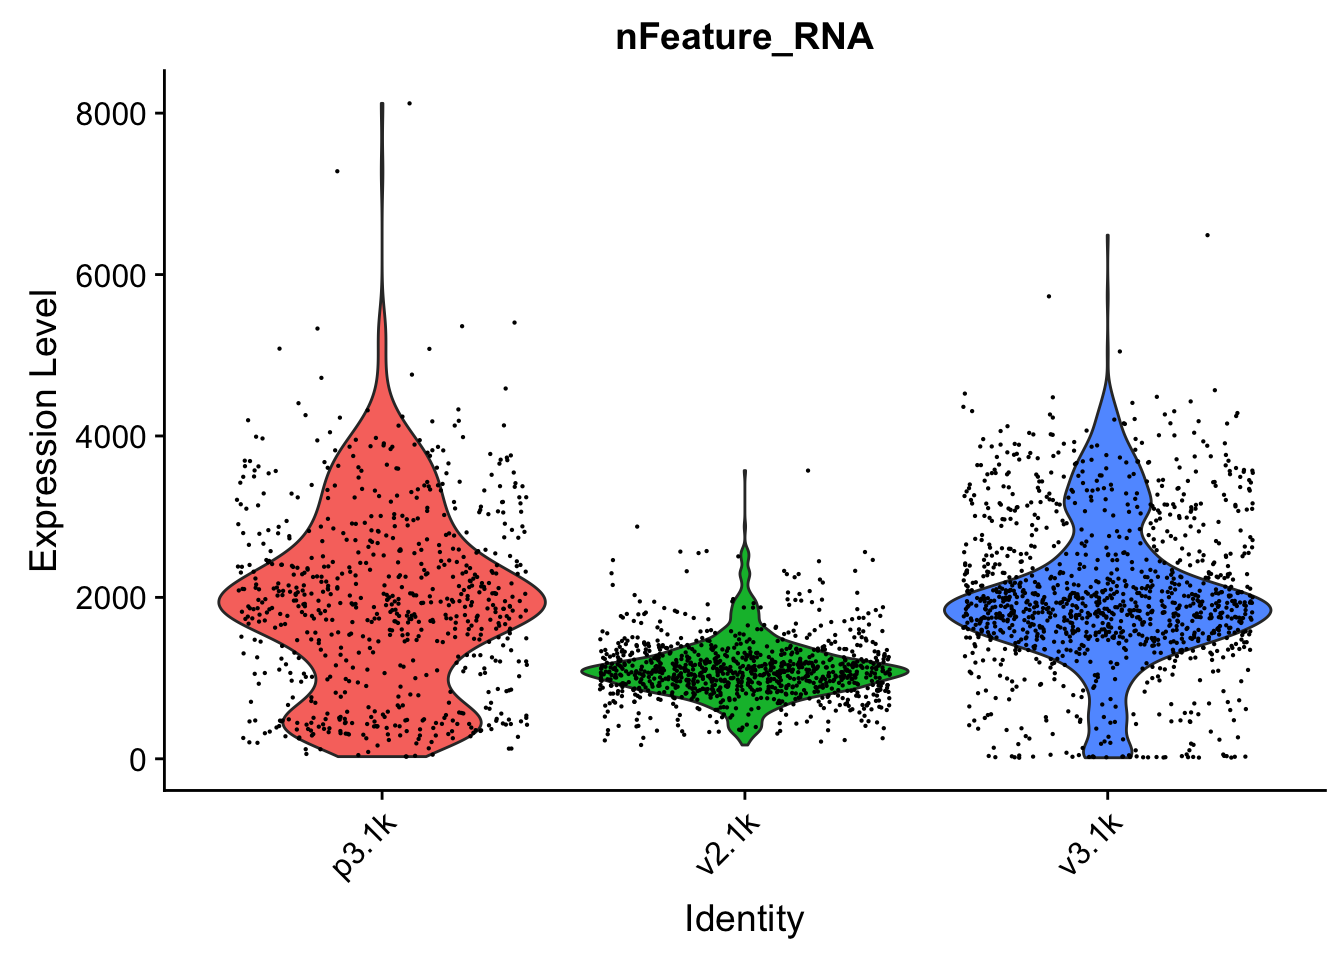 nFeature_RNA
Expression Level
8000
6000
4000
2000
0
p3.1k
v2.1k
v3.1k
Identity